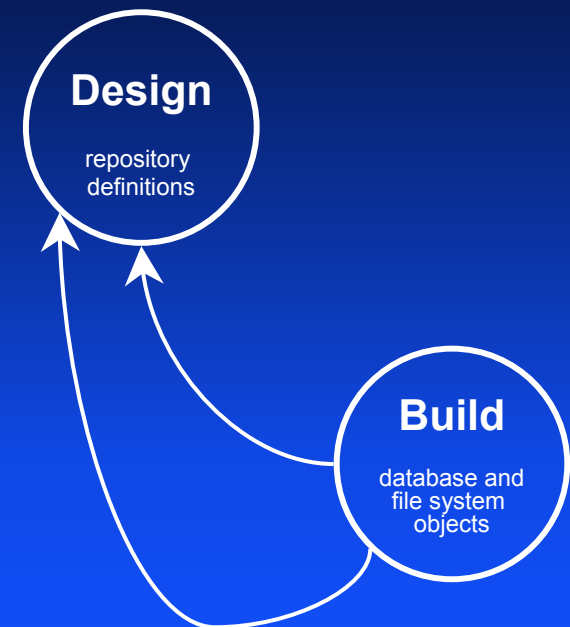 Design
repository
definitions
Build
database and
file system
objects